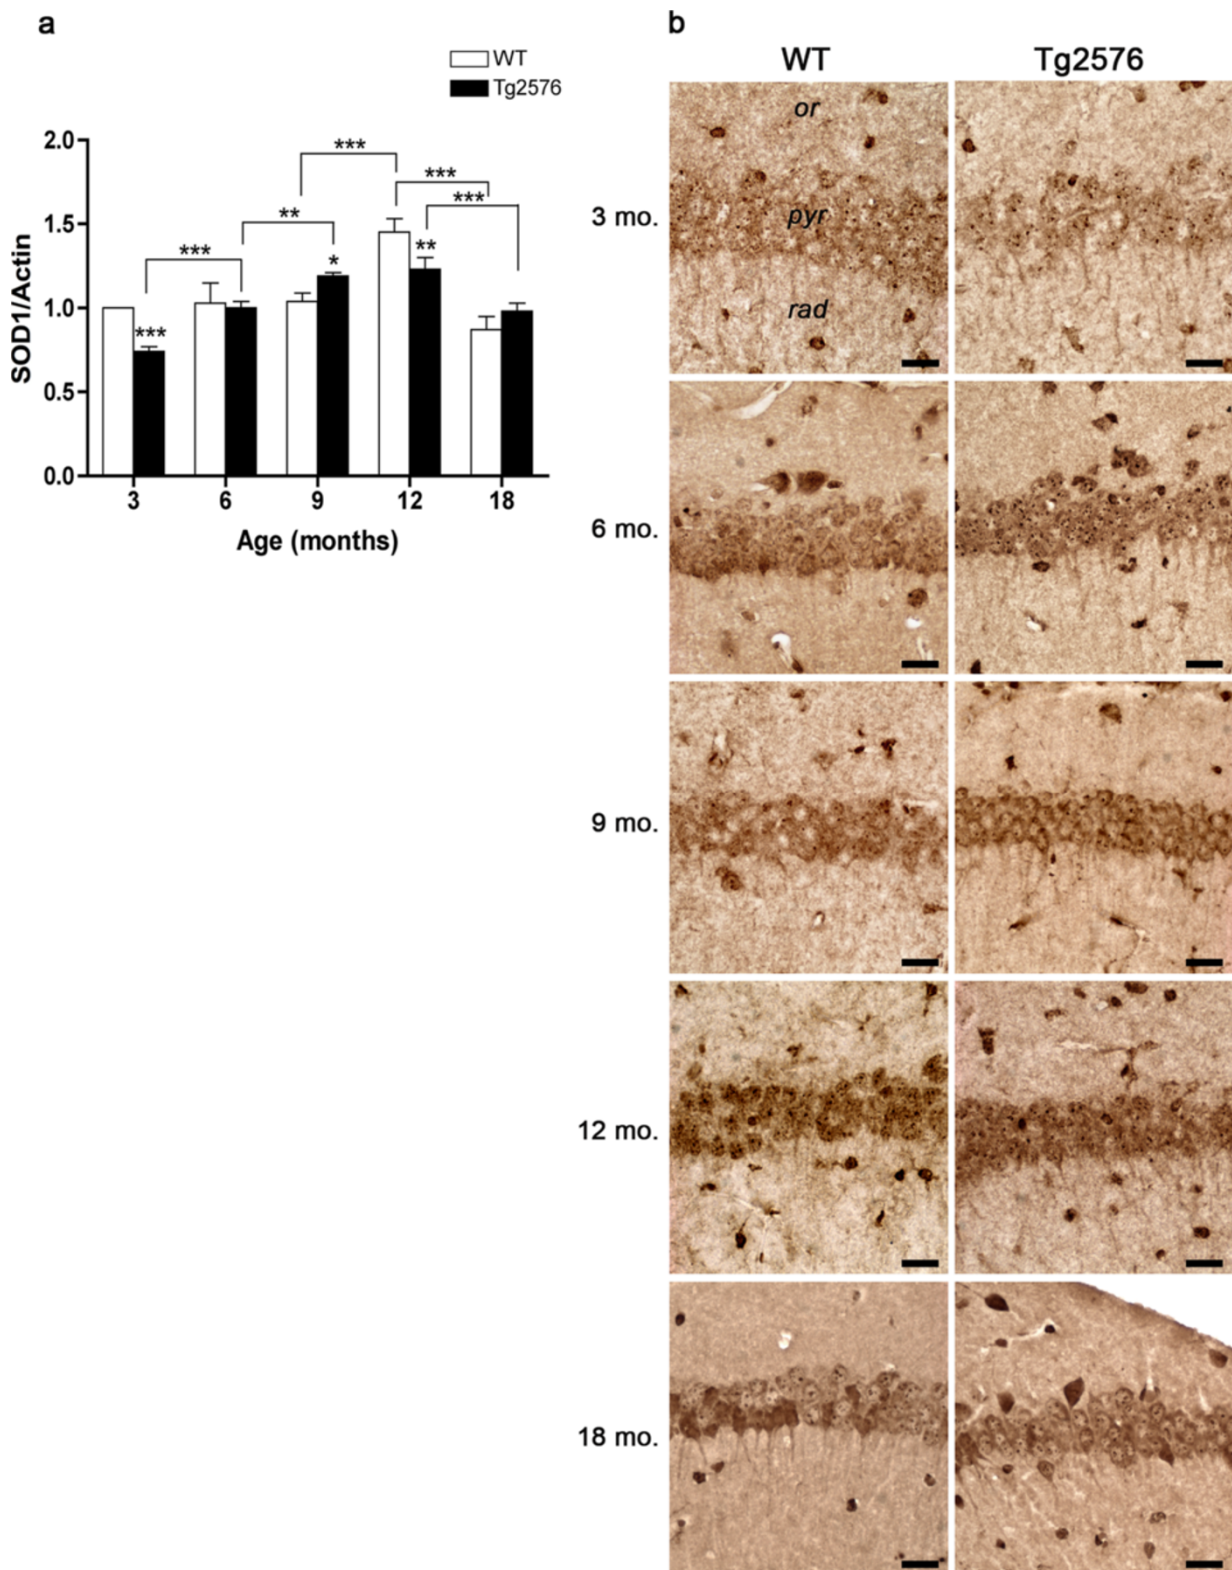 a
WT
Tg2576
SOD1/Actin
2.0
1.5
1.0
0.5
0.0
***
***
***
**
***
***
*
**
3
6
9
12
18
Age (months)
b
WT
Tg2576
3 mo.
or
pyr
rad
6 mo.
9 mo.
12 mo.
18 mo.